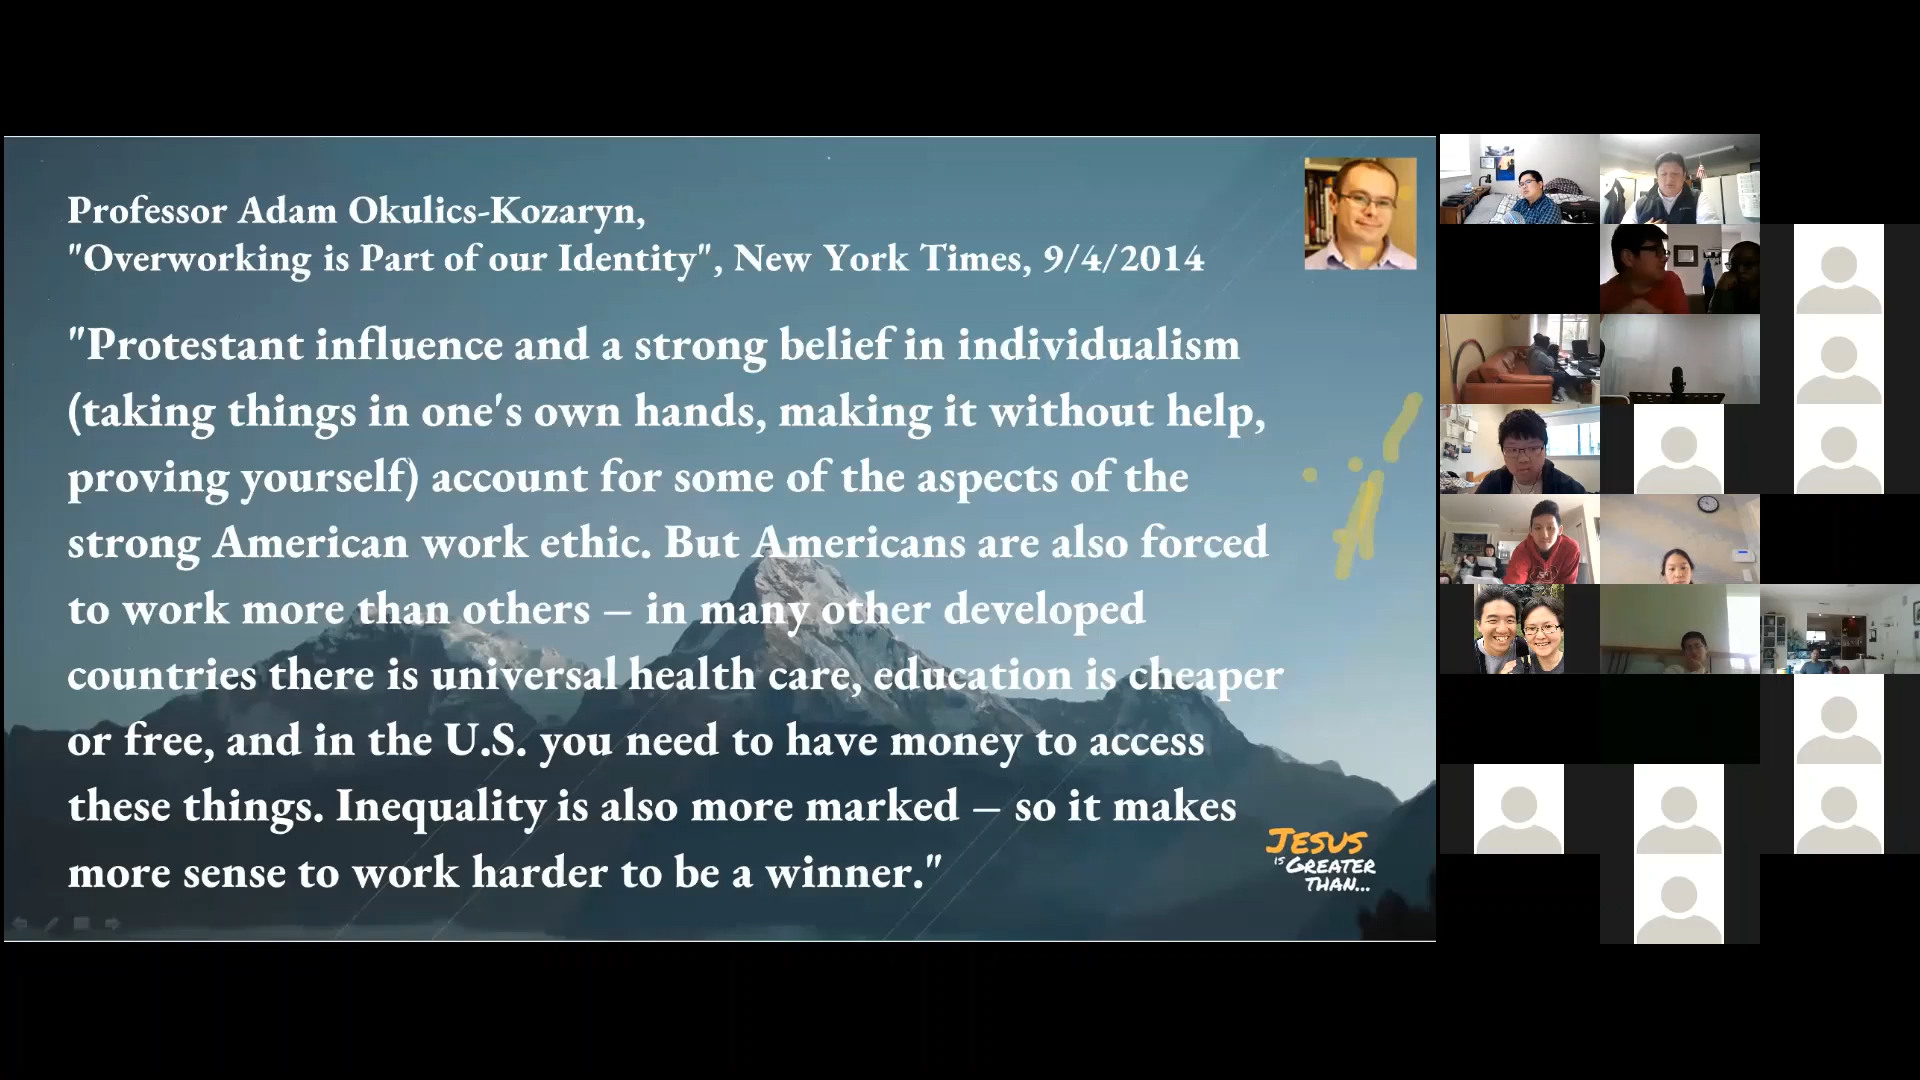 Professor Adam Okulics-Kozaryn,
"Overworking is Part of our Identity", New York Times, 9/4/2014
"Protestant influence and a strong belief in individualism
(taking things in one's own hands, making it without help,
proving yourself) account for some of the aspects of the
strong American work ethic. But Americans are also forced
to work more than others – in many other developed
countries there is universal health care, education is cheaper
or free, and in the U.S. you need to have money to access
these things. Inequality is also more marked – so it makes
more sense to work harder to be a winner."
JESUS
IS GREATER
THAN...